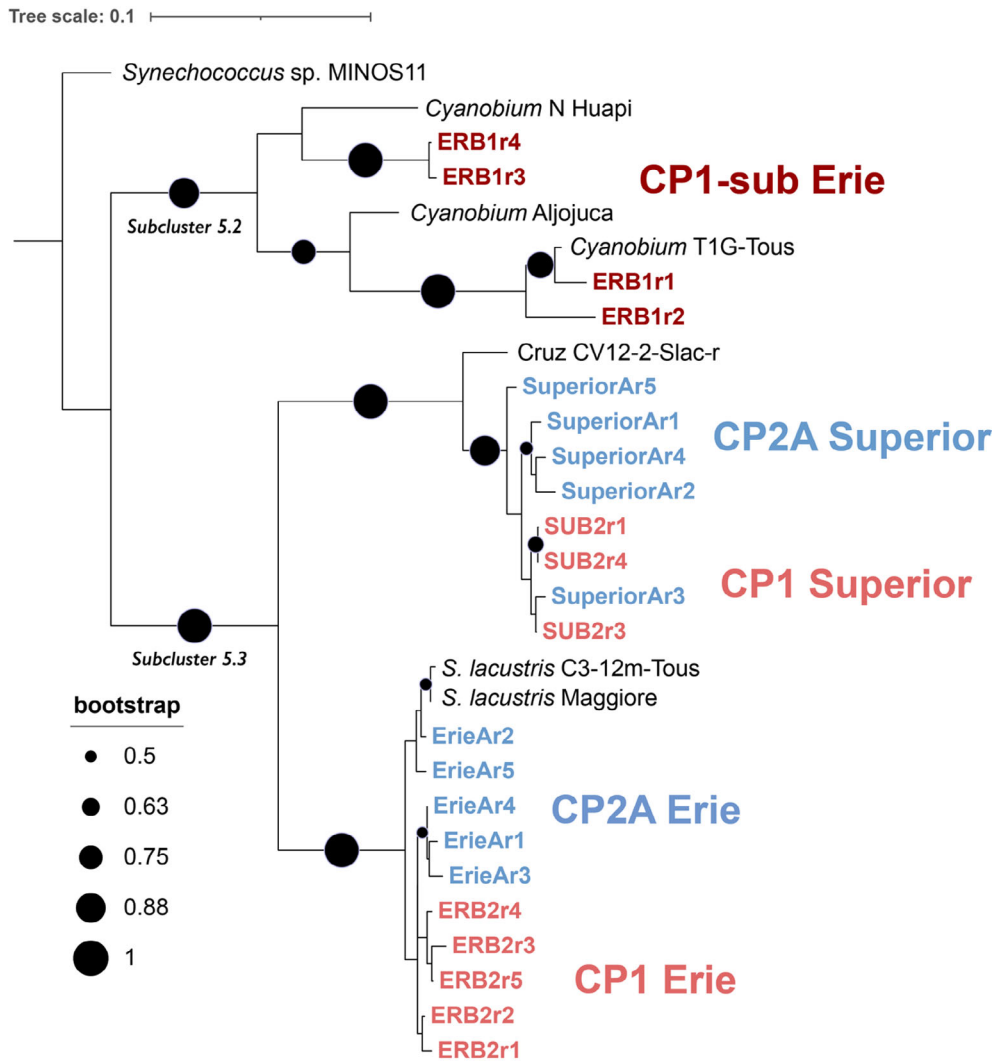 Tree scale: 0.1
Synechococcus sp. MINOS11
Cyanobium N Huapi
ERB1r4
ERB1r3
CP1-sub Erie
Subcluster 5.2
Cyanobium Aljojuca
Cyanobium T1G-Tous
ERB1r1
ERB1r2
Cruz CV12-2-Slac-r
SuperiorAr5
SuperiorAr1
CP2A Superior
SuperiorAr4
SuperiorAr2
SUB2r1
SUB2r4
CP1 Superior
SuperiorAr3
SUB2r3
Subcluster 5.3
S. lacustris C3-12m-Tous
S. lacustris Maggiore
ErieAr2
ErieAr5
ErieAr4
CP2A Erie
ErieAr1
ErieAr3
ERB2r4
ERB2r3
CP1 Erie
ERB2r5
ERB2r2
ERB2r1
bootstrap
0.5
0.63
0.75
0.88
1